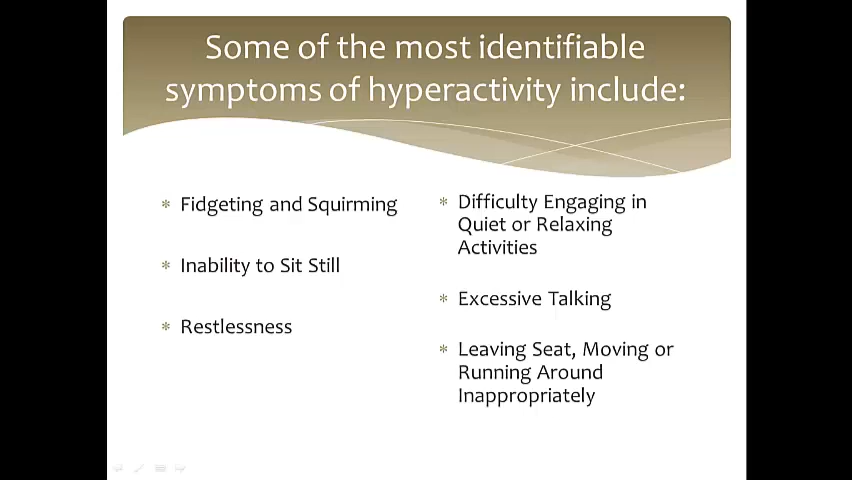 Some of the most identifiable
symptoms of hyperactivity include:
* Fidgeting and Squirming
* Inability to Sit Still
* Restlessness
* Difficulty Engaging in
Quiet or Relaxing
Activities
* Excessive Talking
* Leaving Seat, Moving or
Running Around
Inappropriately